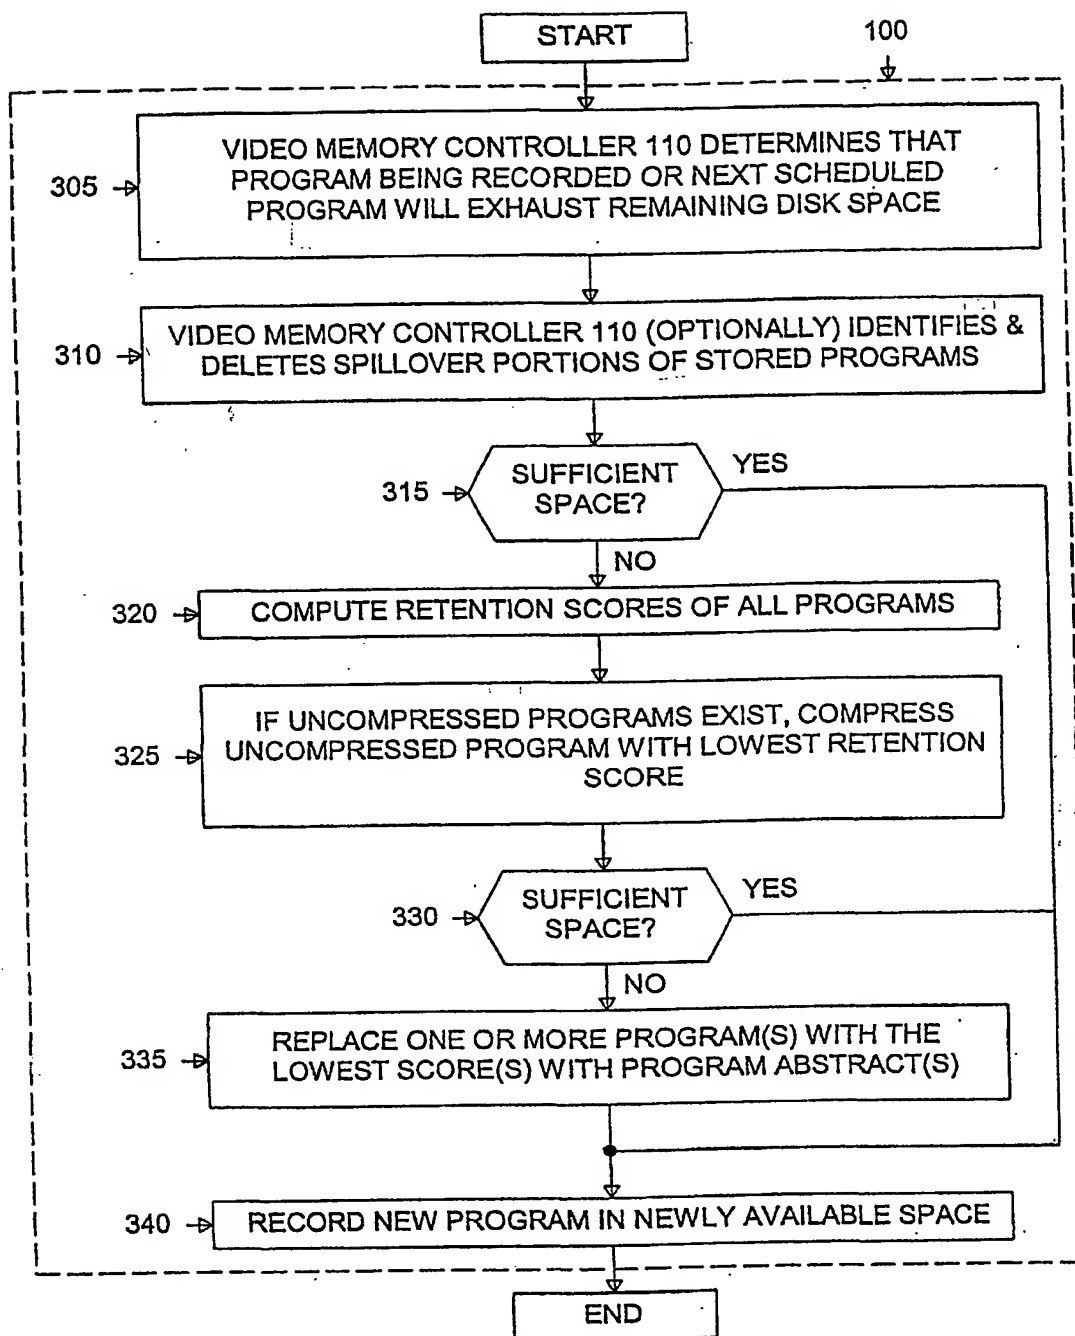 START
100
305
VIDEO MEMORY CONTROLLER 110 DETERMINES THAT
PROGRAM BEING RECORDED OR NEXT SCHEDULED
PROGRAM WILL EXHAUST REMAINING DISK SPACE
310
VIDEO MEMORY CONTROLLER 110 (OPTIONALLY) IDENTIFIES &
DELETES SPILLOVER PORTIONS OF STORED PROGRAMS
315
SUFFICIENT
SPACE?
YES
NO
320
COMPUTE RETENTION SCORES OF ALL PROGRAMS
325
IF UNCOMPRESSED PROGRAMS EXIST, COMPRESS
UNCOMPRESSED PROGRAM WITH LOWEST RETENTION
SCORE
330
SUFFICIENT
SPACE?
YES
NO
335
REPLACE ONE OR MORE PROGRAM(S) WITH THE
LOWEST SCORE(S) WITH PROGRAM ABSTRACT(S)
340
RECORD NEW PROGRAM IN NEWLY AVAILABLE SPACE
END